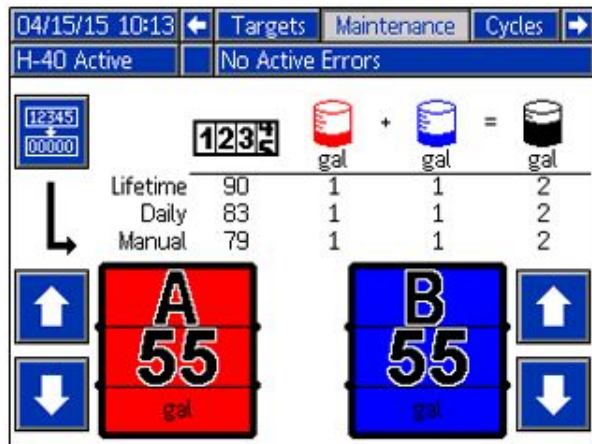 04/15/15 10:13 Targets Maintenance Cycles
H-40 Active No Active Errors
12345
00000
123
+ =
gal gal gal
Lifetime 90 1 1 2
Daily 83 1 1 2
Manual 79 1 1 2
A B
55 55
gal gal